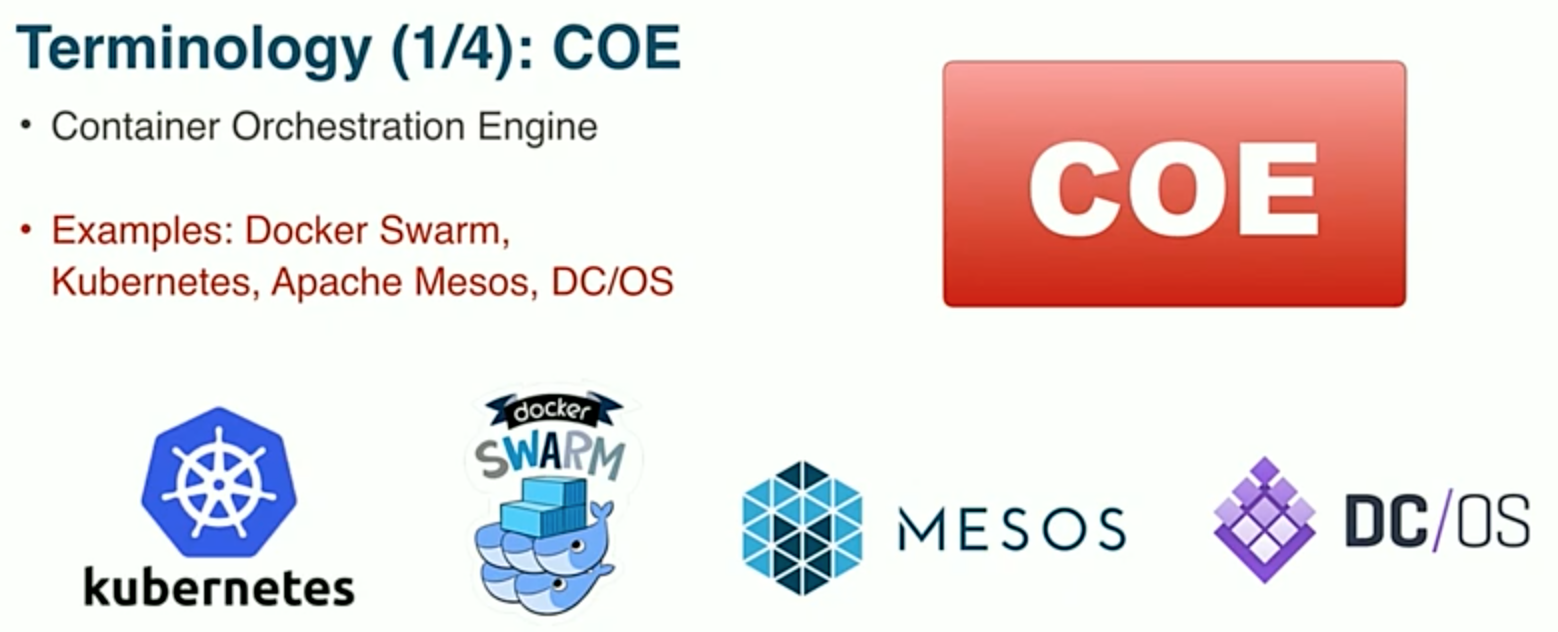 Terminology (1/4): COE
• Container Orchestration Engine
• Examples: Docker Swarm,
Kubernetes, Apache Mesos, DC/OS
COE
kubernetes
docker
SWARM
MESOS
DC/OS